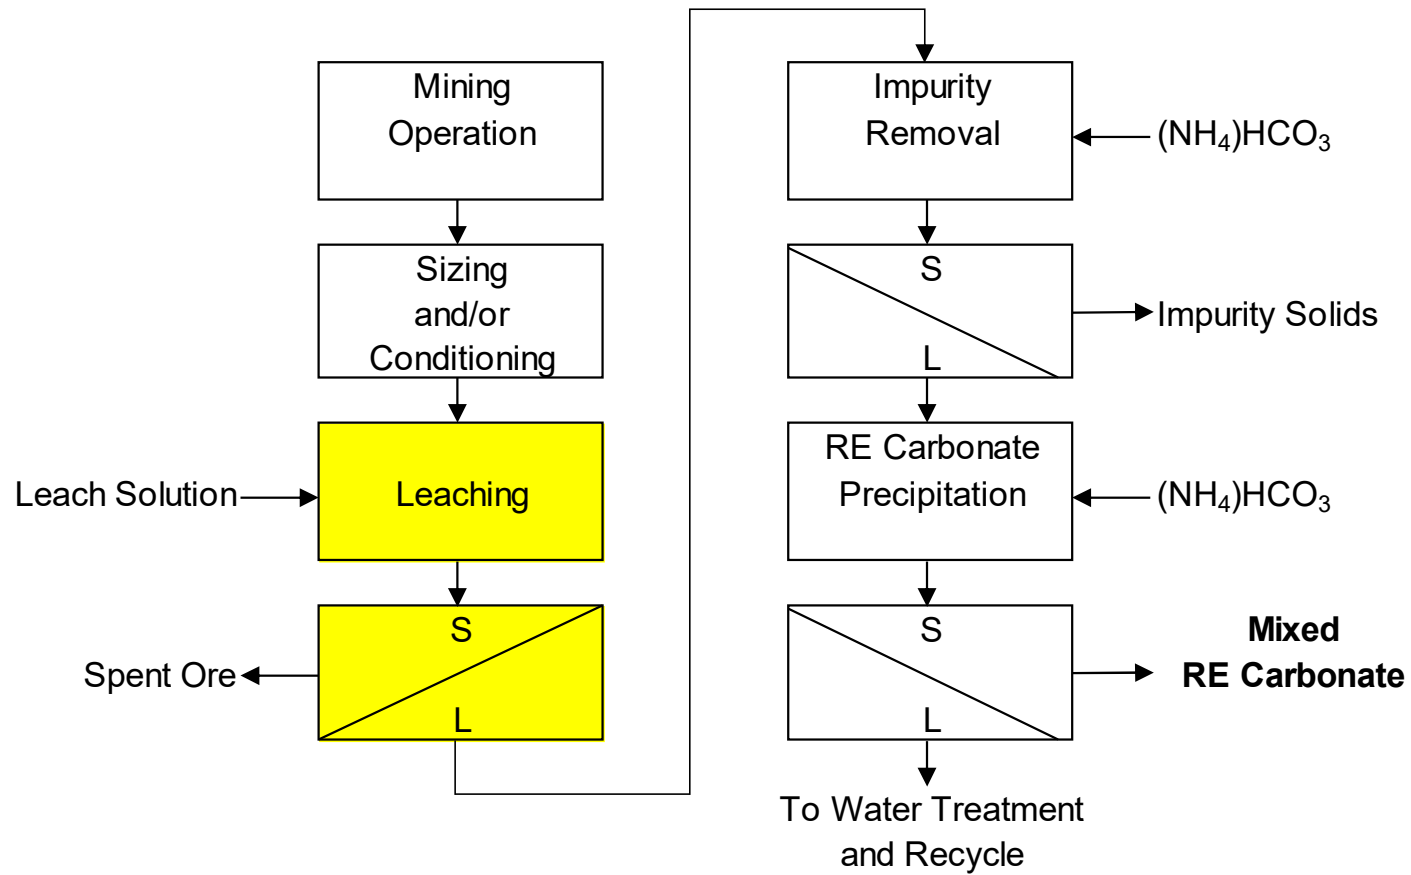 Mining
Operation
Sizing
and/or
Conditioning
Leach Solution
Leaching
S
Spent Ore
L
Impurity
Removal
(NH₄)HCO₃
S
Impurity Solids
L
RE Carbonate
Precipitation
(NH₄)HCO₃
S
Mixed
RE Carbonate
L
To Water Treatment
and Recycle